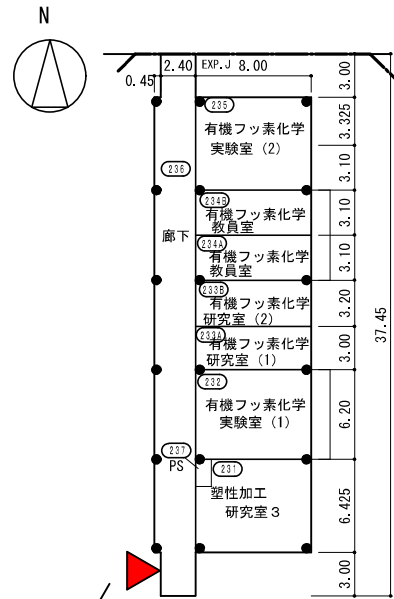 N
2.40 EXP.J 8.00
0.45
3.00
235
有機フッ素化学
実験室（2）
3.325
236
3.10
234B
有機フッ素化学
教員室
3.10
廊下
234A
有機フッ素化学
教員室
3.10
233B
有機フッ素化学
研究室（2）
3.20
37.45
233A
有機フッ素化学
研究室（1）
3.00
232
有機フッ素化学
実験室（1）
6.20
237
PS
231
塑性加工
研究室３
6.425
3.00